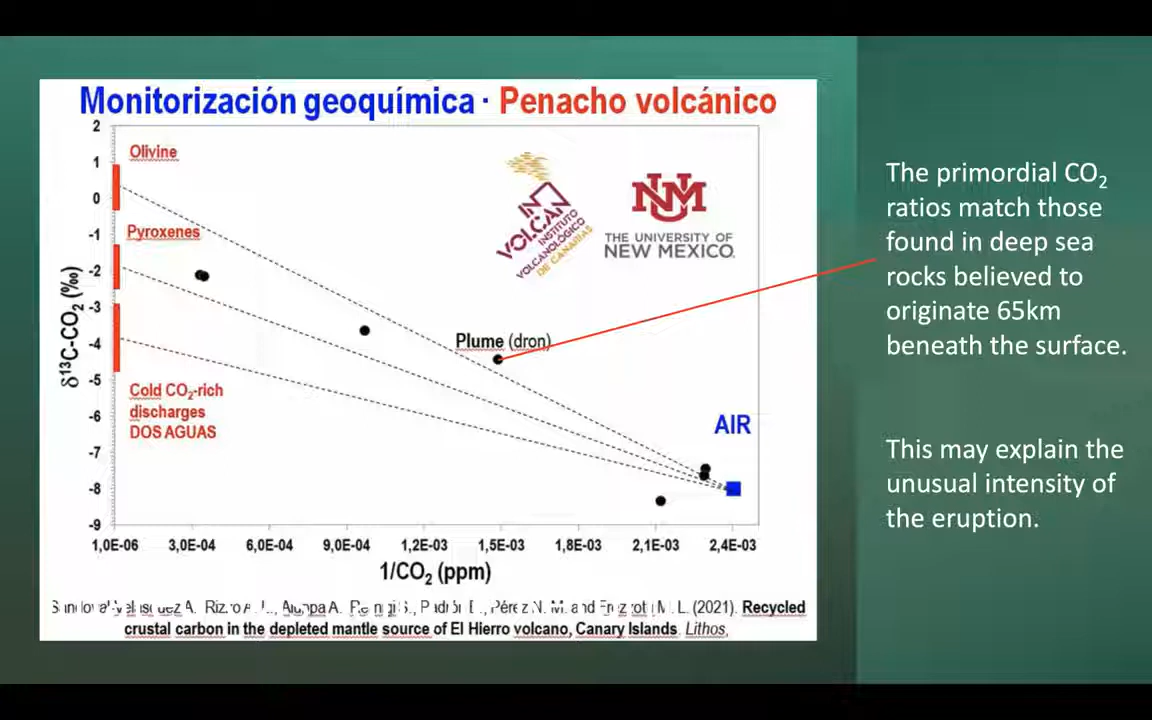 Monitorización geoquímica · Penacho volcánico
2
1
0
-1
-2
-3
-4
-5
-6
-7
-8
-9
δ¹³C-CO₂ (‰)
Olivine
Pyroxenes
Cold CO₂-rich
discharges
DOS AGUAS
Plume (dron)
AIR
INVOLCAN
INSTITUTO
VOLCANOLÓGICO
DE CANARIAS
UNM
THE UNIVERSITY OF
NEW MEXICO.
1,0E-06 3,0E-04 6,0E-04 9,0E-04 1,2E-03 1,5E-03 1,8E-03 2,1E-03 2,4E-03
1/CO₂ (ppm)
A. Padrón Pérez N. M. and M. L. (2021). Recycled
crustal carbon in the depleted mantle source of El Hierro volcano, Canary Islands. Lithos,
The primordial CO₂
ratios match those
found in deep sea
rocks believed to
originate 65km
beneath the surface.
This may explain the
unusual intensity of
the eruption.